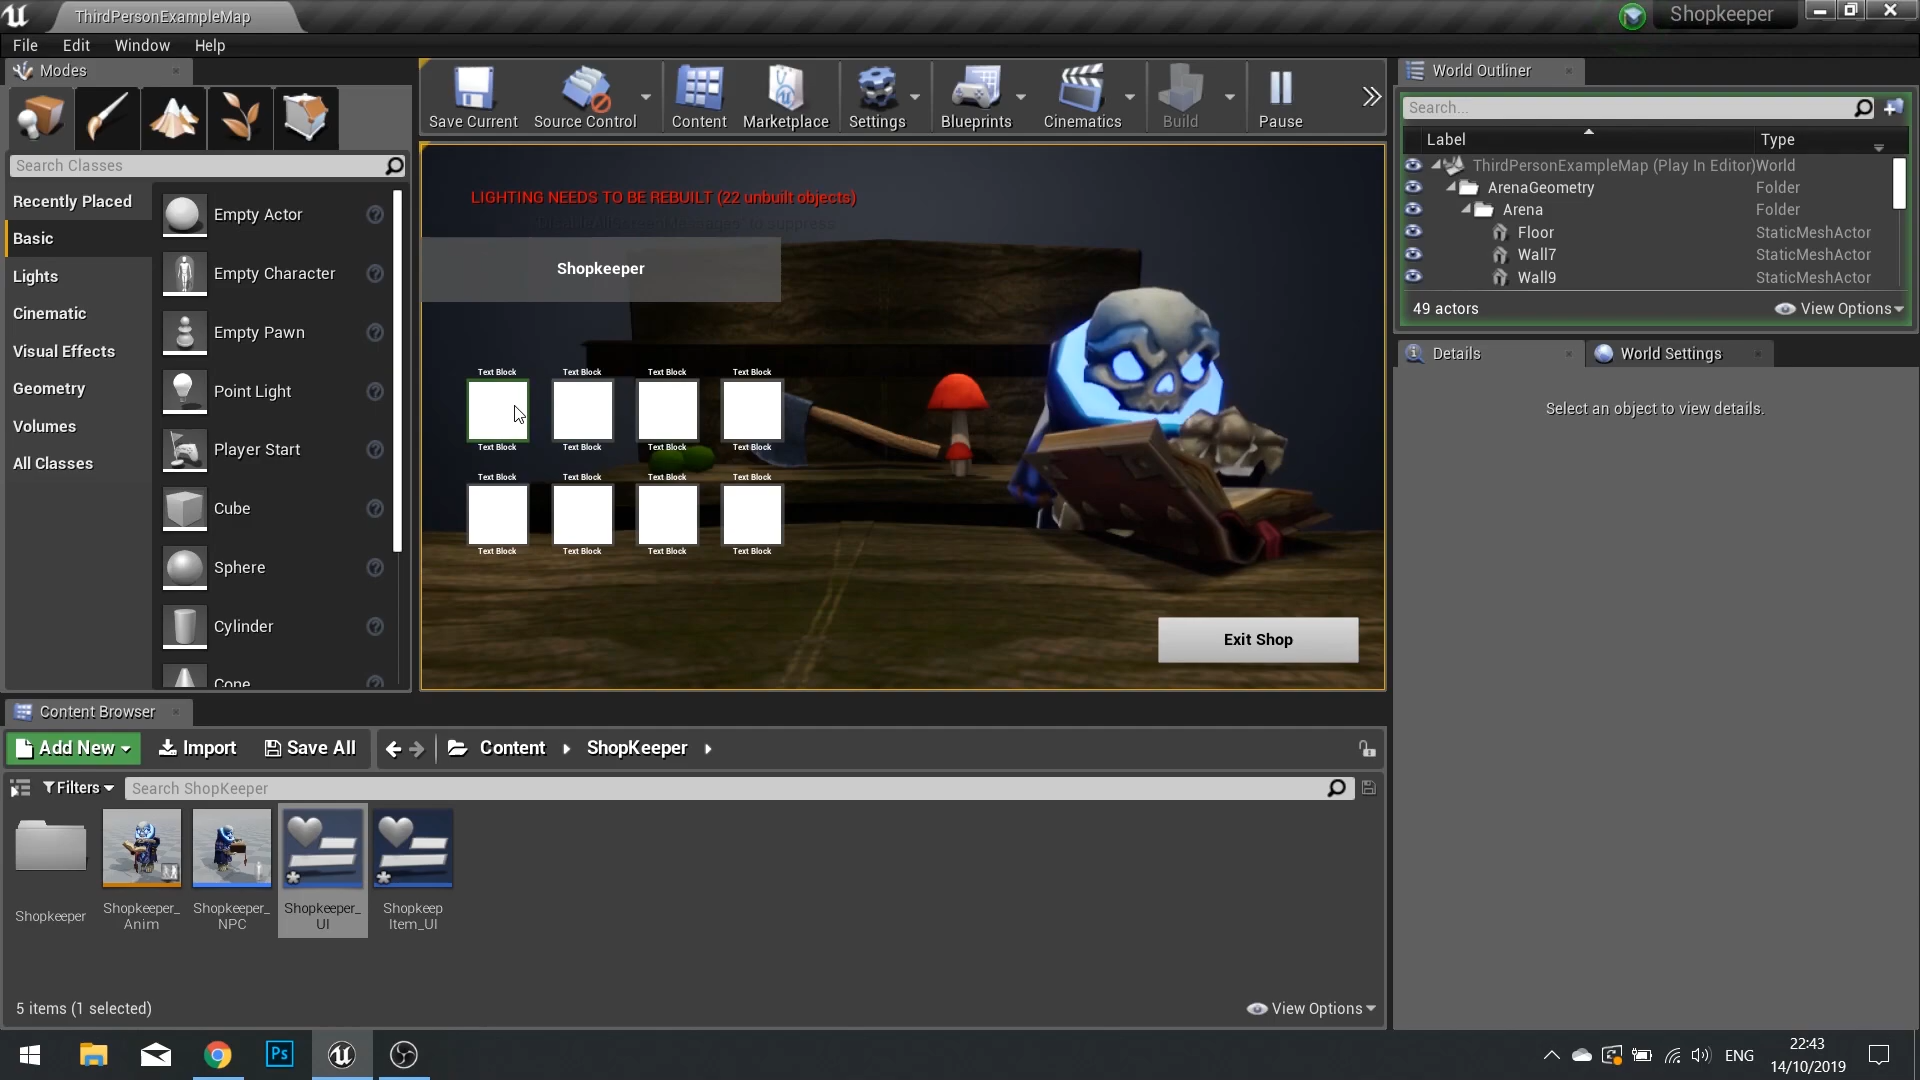 ThirdPersonExampleMap
Shopkeeper
File Edit Window Help
Modes
Search Classes
Recently Placed
Basic
Lights
Cinematic
Visual Effects
Geometry
Volumes
All Classes
Empty Actor
Empty Character
Empty Pawn
Point Light
Player Start
Cube
Sphere
Cylinder
Cone
Save Current
Source Control
Content
Marketplace
Settings
Blueprints
Cinematics
Build
Pause
LIGHTING NEEDS TO BE REBUILT (22 unbuilt objects)
'DisableAllScreenMessages' to suppress
Shopkeeper
Text Block Text Block Text Block Text Block
Text Block Text Block Text Block Text Block
Text Block Text Block Text Block Text Block
Text Block Text Block Text Block Text Block
Exit Shop
World Outliner
Search...
Label Type
ThirdPersonExampleMap (Play In Editor) World
ArenaGeometry Folder
Arena Folder
Floor StaticMeshActor
Wall7 StaticMeshActor
Wall9 StaticMeshActor
49 actors
View Options
Details
World Settings
Select an object to view details.
Content Browser
Add New
Import
Save All
Content
ShopKeeper
Filters
Search ShopKeeper
Shopkeeper
Shopkeeper_
Anim
Shopkeeper_
NPC
Shopkeeper_
UI
Shopkeep
Item_UI
5 items (1 selected)
View Options
Ps
ENG
22:43
14/10/2019